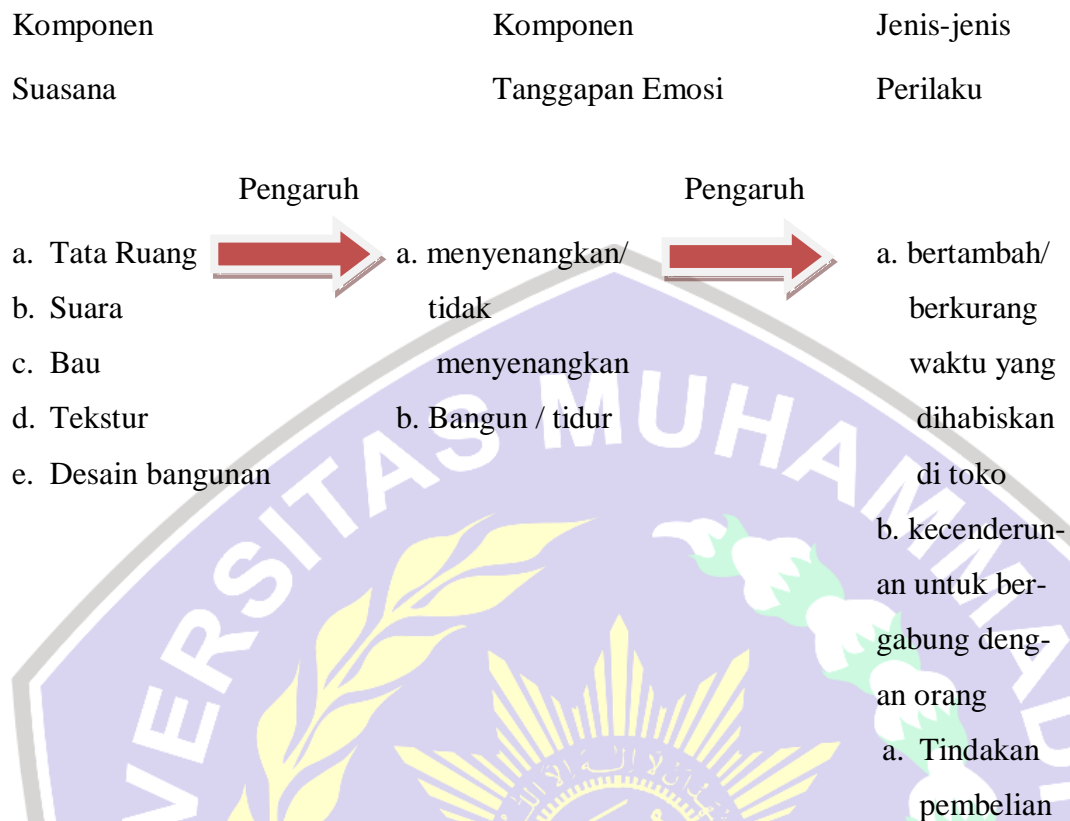 Komponen Komponen Jenis-jenis
Suasana Tanggapan Emosi Perilaku
Pengaruh Pengaruh
a. Tata Ruang a. menyenangkan/ a. bertambah/
b. Suara tidak berkurang
c. Bau menyenangkan waktu yang
d. Tekstur b. Bangun / tidur dihabiskan
e. Desain bangunan di toko
b. kecenderun-
an untuk ber-
gabung deng-
an orang
a. Tindakan
pembelian
VERSITAS MUHAMMADI